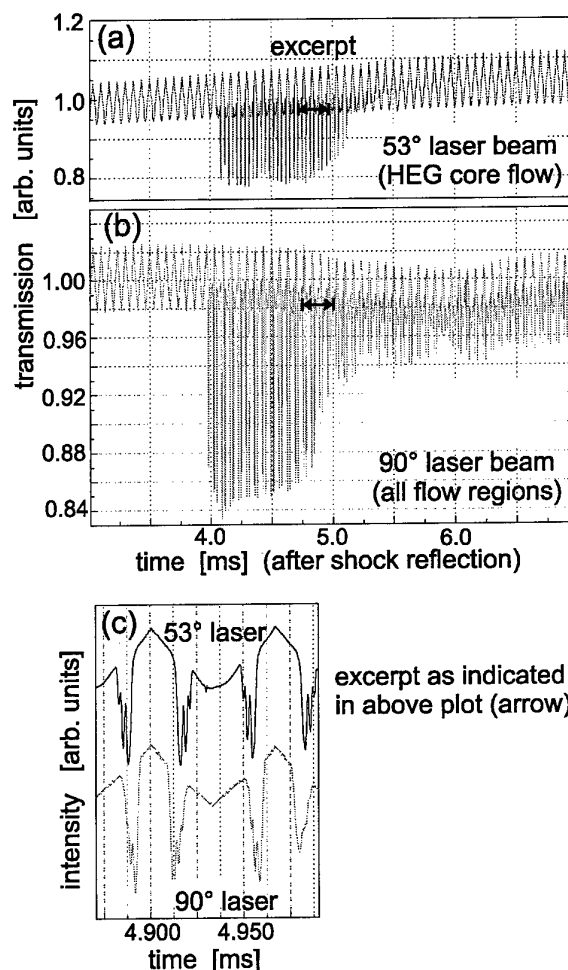 (a)
excerpt
1.2
1.0
0.8
53° laser beam
(HEG core flow)
transmission [arb. units]
(b)
1.00
0.96
0.92
0.88
0.84
90° laser beam
(all flow regions)
4.0 5.0 6.0
time [ms] (after shock reflection)
(c)
53° laser
excerpt as indicated
in above plot (arrow)
intensity [arb. units]
90° laser
4.900 4.950
time [ms]